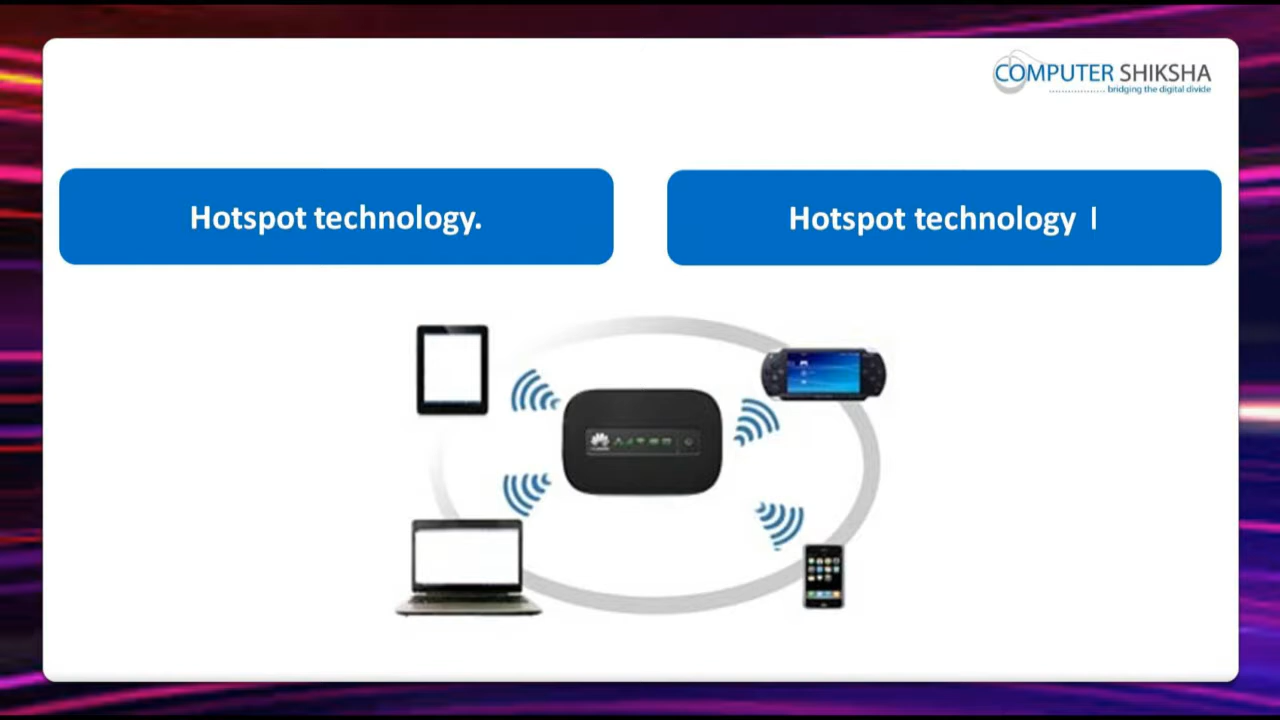 COMPUTER SHIKSHA
bridging the digital divide
Hotspot technology.
Hotspot technology ।